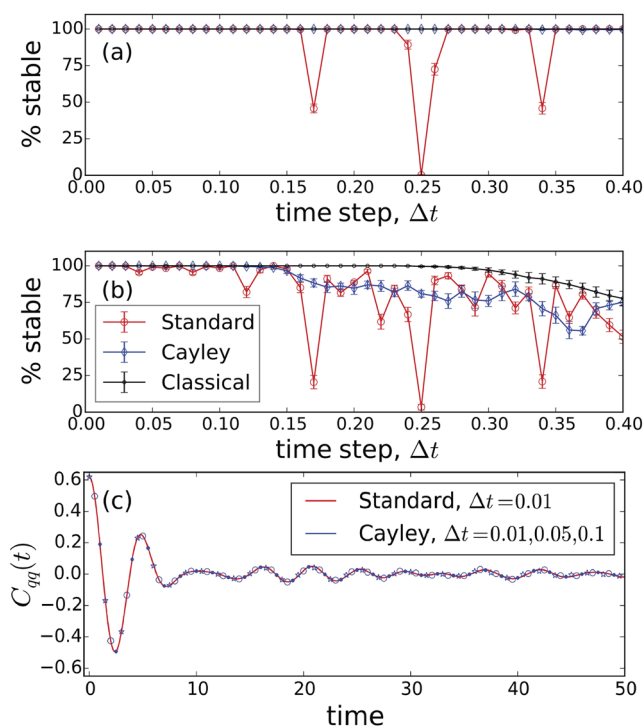 100
75
50
25
0
% stable
(a)
0.00 0.05 0.10 0.15 0.20 0.25 0.30 0.35 0.40
time step, Δt
100
75
50
25
0
% stable
(b)
Standard
Cayley
Classical
0.00 0.05 0.10 0.15 0.20 0.25 0.30 0.35 0.40
time step, Δt
0.6
0.4
0.2
0.0
−0.2
−0.4
−0.6
C_{qq}(t)
(c)
Standard, Δt=0.01
Cayley, Δt=0.01,0.05,0.1
0 10 20 30 40 50
time